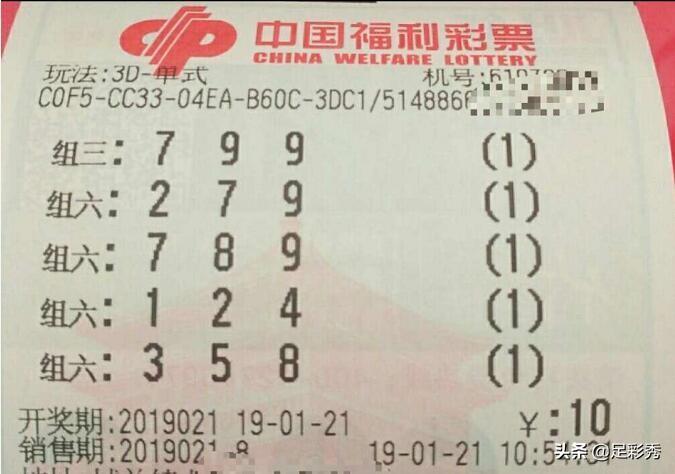 中国福利彩票
CHINA WELFARE LOTTERY
玩法:3D-单式 机号:
C0F5-CC33-04EA-B60C-3DC1/5148866
组三: 7 9 9 (1)
组六: 2 7 9 (1)
组六: 7 8 9 (1)
组六: 1 2 4 (1)
组六: 3 5 8 (1)
开奖期:2019021 19-01-21 ¥:10
销售期:2019021 19-01-21
头条 @足彩秀